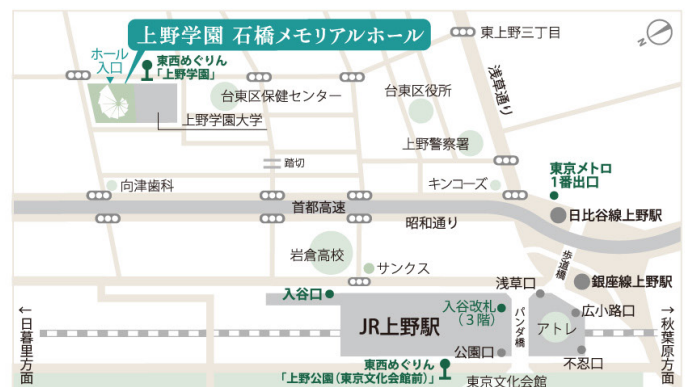 上野学園 石橋メモリアルホール
東上野三丁目
ホール
入口
東西めぐりん
「上野学園」
浅草通り
台東区保健センター
台東区役所
上野学園大学
上野警察署
踏切
東京メトロ
1番出口
向津歯科
キンコーズ
首都高速
昭和通り
日比谷線上野駅
岩倉高校
サンクス
歩道橋
銀座線上野駅
浅草口
入谷口
入谷改札
（３階）
パンダ橋
広小路口
アトレ
JR上野駅
公園口
不忍口
←日暮里方面
→秋葉原方面
東西めぐりん
「上野公園（東京文化会館前）」
東京文化会館
N